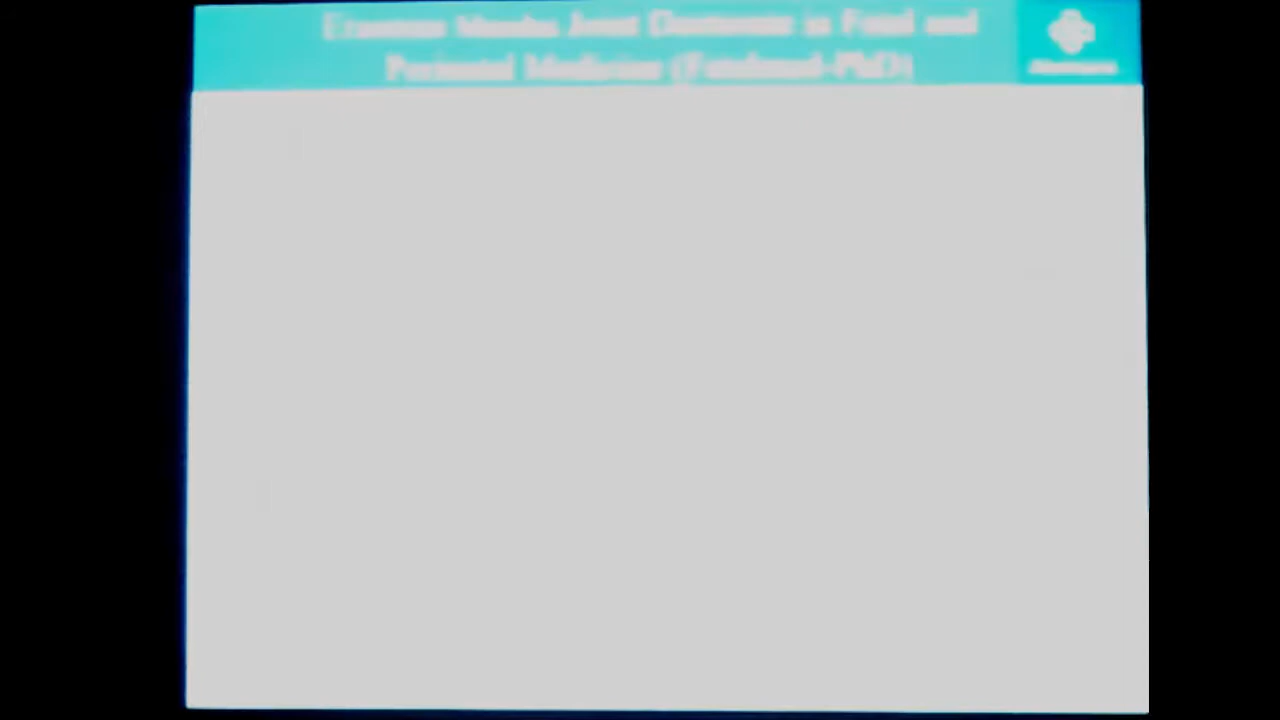 Erasmus Mundus Joint Doctorate in Fetal and
Perinatal Medicine (Fetalmed-PhD)